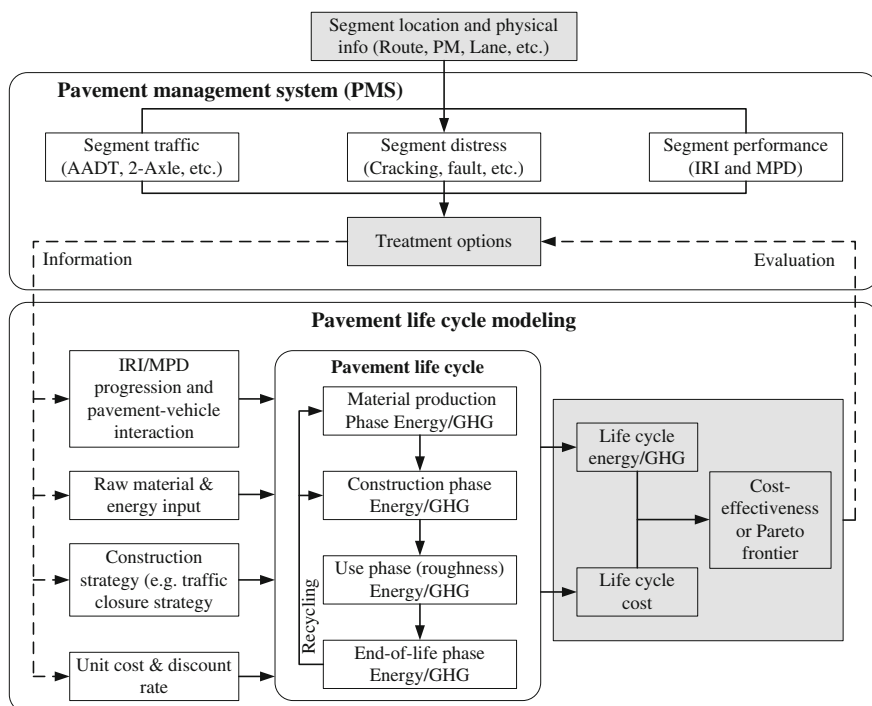 Segment location and physical
info (Route, PM, Lane, etc.)
Pavement management system (PMS)
Segment traffic
(AADT, 2-Axle, etc.)
Segment distress
(Cracking, fault, etc.)
Segment performance
(IRI and MPD)
Treatment options
Information
Evaluation
Pavement life cycle modeling
IRI/MPD
progression and
pavement-vehicle
interaction
Raw material &
energy input
Construction
strategy (e.g. traffic
closure strategy
Unit cost & discount
rate
Pavement life cycle
Material production
Phase Energy/GHG
Construction phase
Energy/GHG
Use phase (roughness)
Energy/GHG
End-of-life phase
Energy/GHG
Recycling
Life cycle
energy/GHG
Life cycle
cost
Cost-
effectiveness
or Pareto
frontier